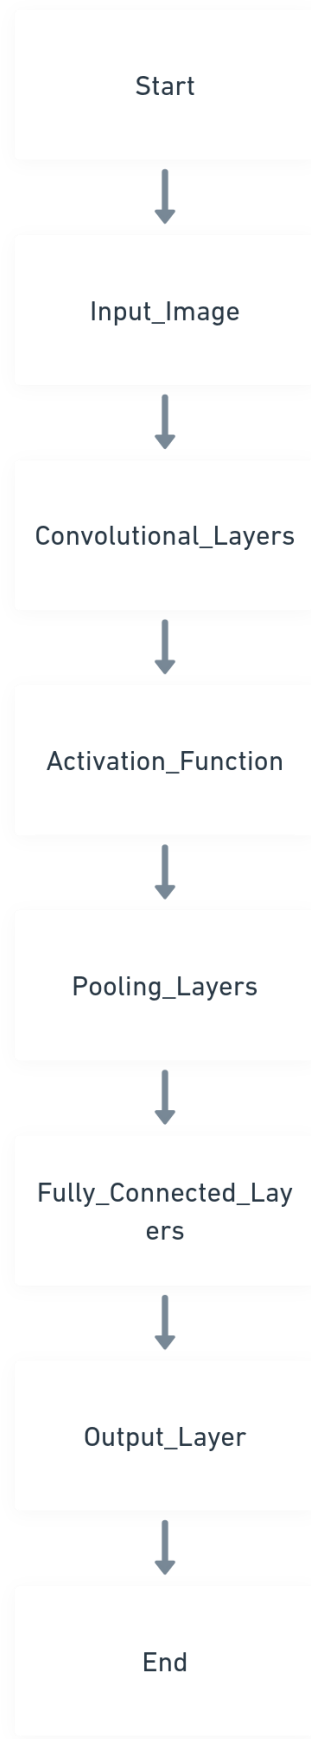 Start
Input_Image
Convolutional_Layers
Activation_Function
Pooling_Layers
Fully_Connected_Lay
ers
Output_Layer
End